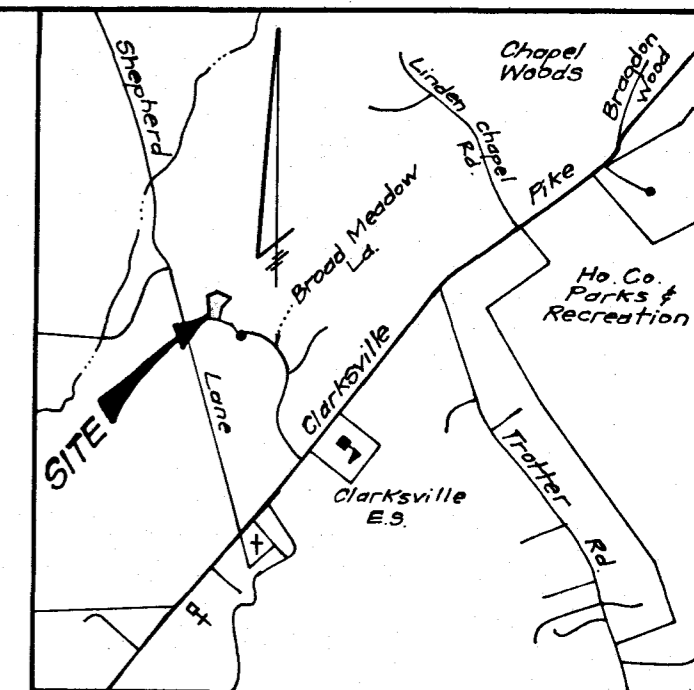 Shepherd
Lane
SITE
Broad Meadow
La.
Linden Chapel
Rd.
Chapel
Woods
Bragdon
Wood
Clarksville
Pike
Ho. Co.
Parks &
Recreation
Clarksville
E.S.
Trotter
Rd.